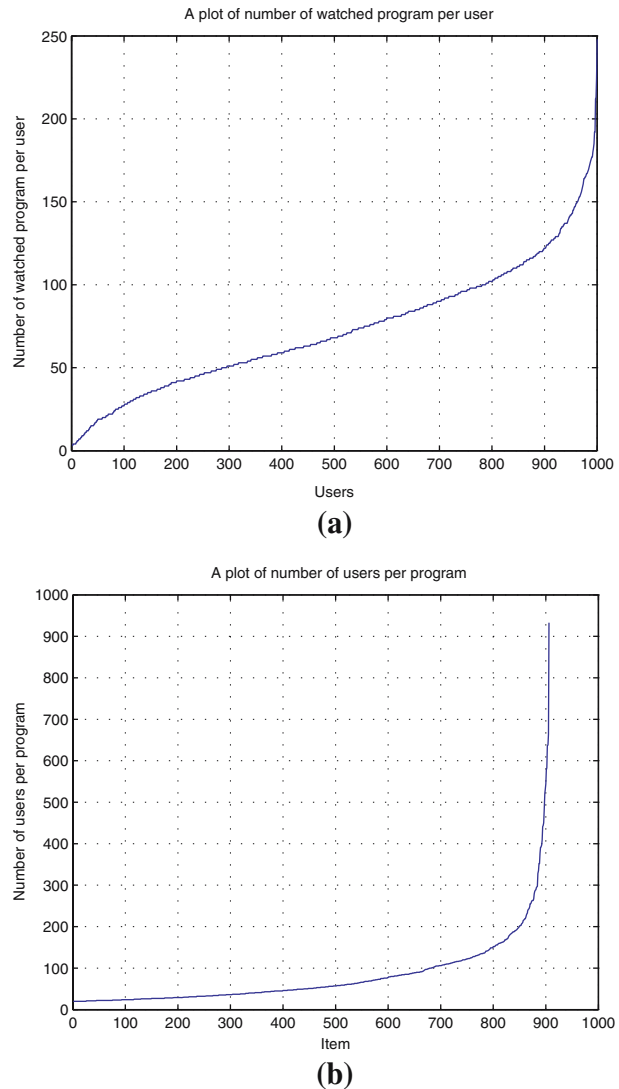 A plot of number of watched program per user
Number of watched program per user
250
200
150
100
50
0
0 100 200 300 400 500 600 700 800 900 1000
Users
(a)
A plot of number of users per program
Number of users per program
1000
900
800
700
600
500
400
300
200
100
0
0 100 200 300 400 500 600 700 800 900 1000
Item
(b)